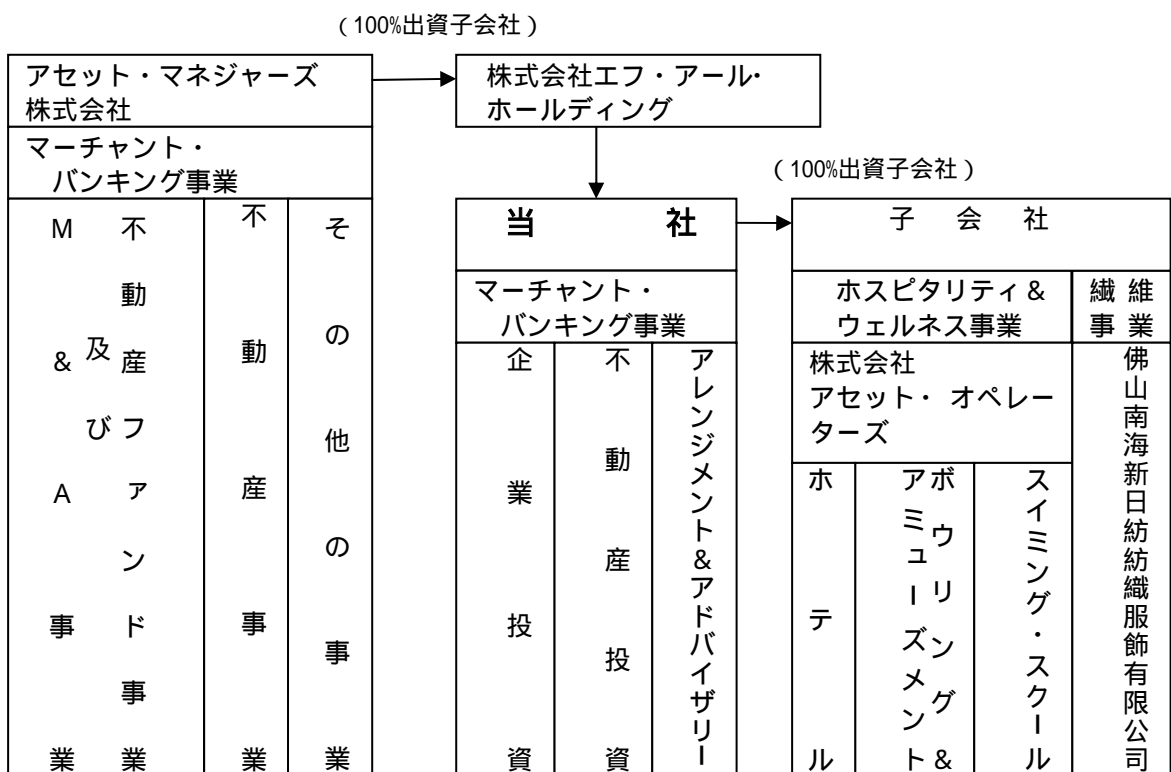 (100%出資子会社)
アセット・マネジャーズ
株式会社
株式会社エフ・アール・
ホールディング
マーチャント・
バンキング事業
(100%出資子会社)
不動産ファンド事業
及び
M&A事業
不動産事業
その他の事業
当社
マーチャント・
バンキング事業
企業投資
不動産投資
アレンジメント&アドバイザリー
子会社
ホスピタリティ&
ウェルネス事業
株式会社
アセット・オペレー
ターズ
ホテル
ボウリング&
アミューズメント
スイミング・スクール
繊維
事業
佛山南海新日紡紡織服飾有限公司